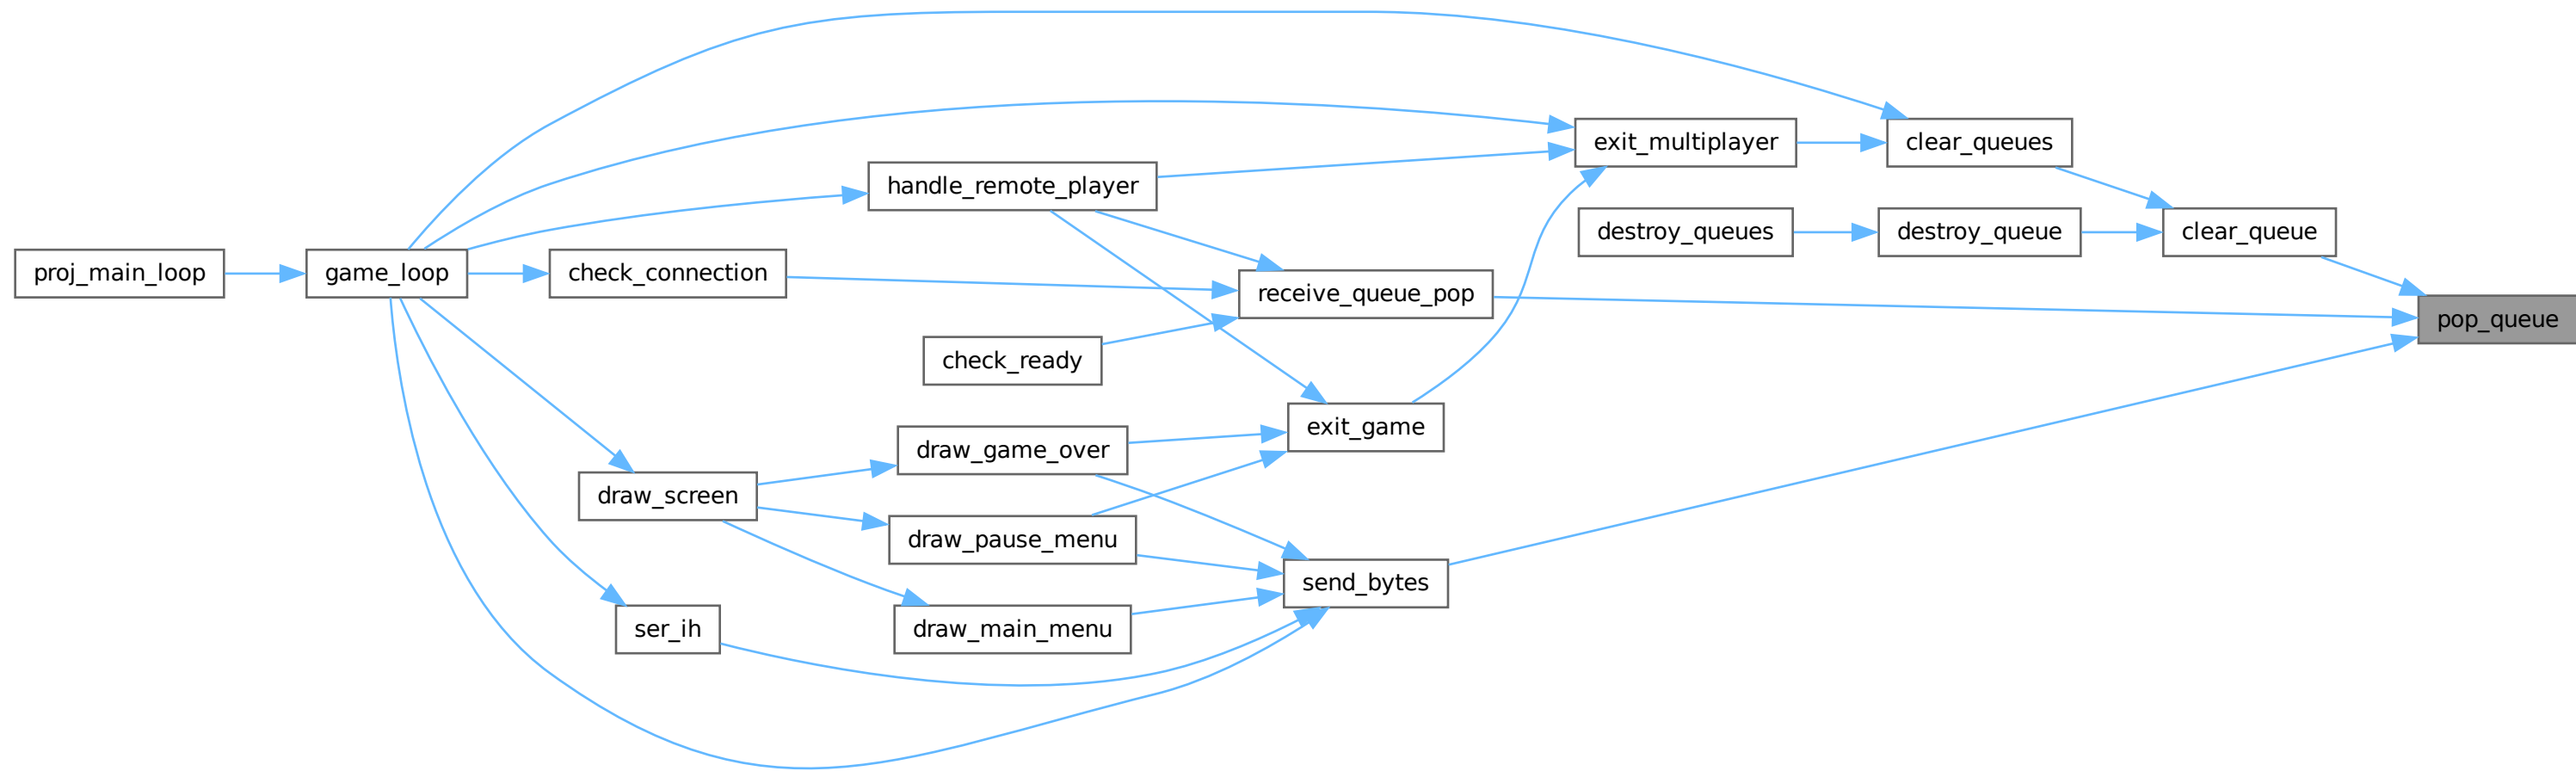 exit_multiplayer
clear_queues
handle_remote_player
destroy_queues
destroy_queue
clear_queue
proj_main_loop
game_loop
check_connection
receive_queue_pop
pop_queue
check_ready
exit_game
draw_game_over
draw_screen
draw_pause_menu
send_bytes
ser_ih
draw_main_menu